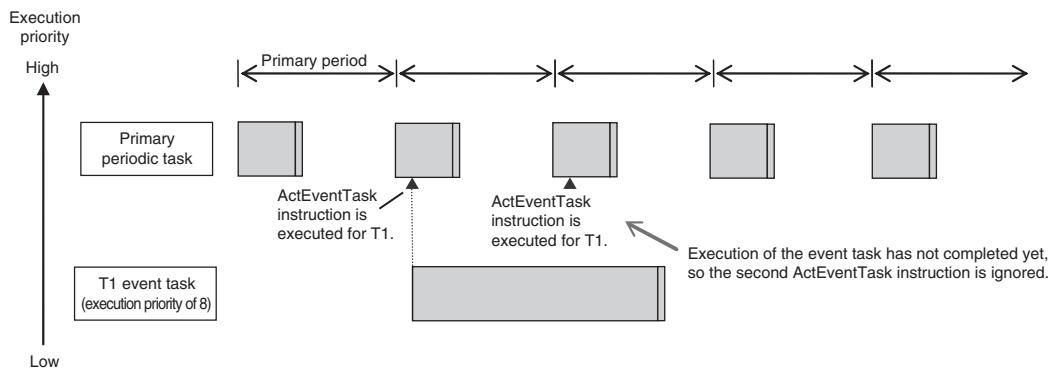 Execution
priority
High
Primary period
Primary
periodic task
ActEventTask
instruction is
executed for T1.
ActEventTask
instruction is
executed for T1.
Execution of the event task has not completed yet,
so the second ActEventTask instruction is ignored.
T1 event task
(execution priority of 8)
Low